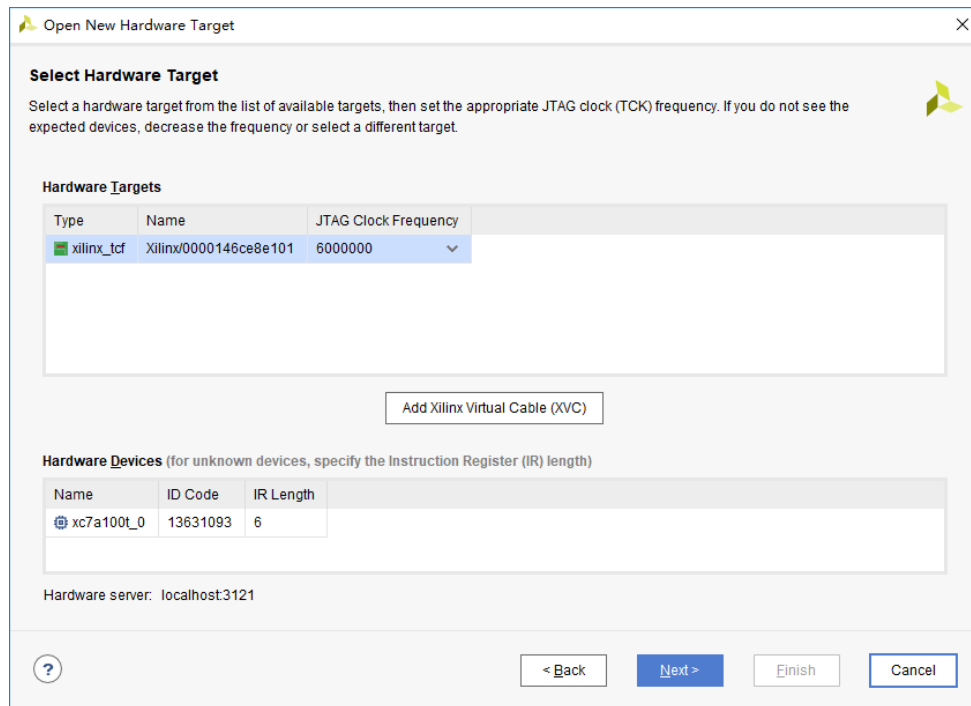 Open New Hardware Target
Select Hardware Target
Select a hardware target from the list of available targets, then set the appropriate JTAG clock (TCK) frequency. If you do not see the
expected devices, decrease the frequency or select a different target.
Hardware Targets
Type Name JTAG Clock Frequency
xilinx_tcf Xilinx/0000146ce8e101 6000000
Add Xilinx Virtual Cable (XVC)
Hardware Devices (for unknown devices, specify the Instruction Register (IR) length)
Name ID Code IR Length
xc7a100t_0 13631093 6
Hardware server: localhost:3121
? < Back Next > Finish Cancel